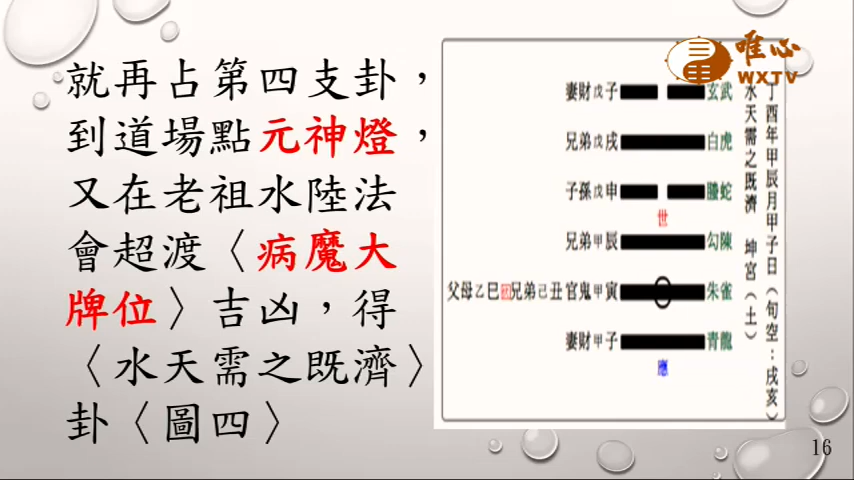 就再占第四支卦，
到道場點元神燈，
又在老祖水陸法
會超渡〈病魔大
牌位〉吉凶，得
〈水天需之既濟〉
卦〈圖四〉
唯心
WXTV
丁酉年甲辰月甲子日（旬空：戌亥）
水天需之既濟 坤宮（土）
妻財戊子 玄武
兄弟戊戌 白虎
子孫戊申 螣蛇
世
兄弟甲辰 勾陳
父母乙巳 兄弟己丑 官鬼甲寅 朱雀
妻財甲子 青龍
應
16